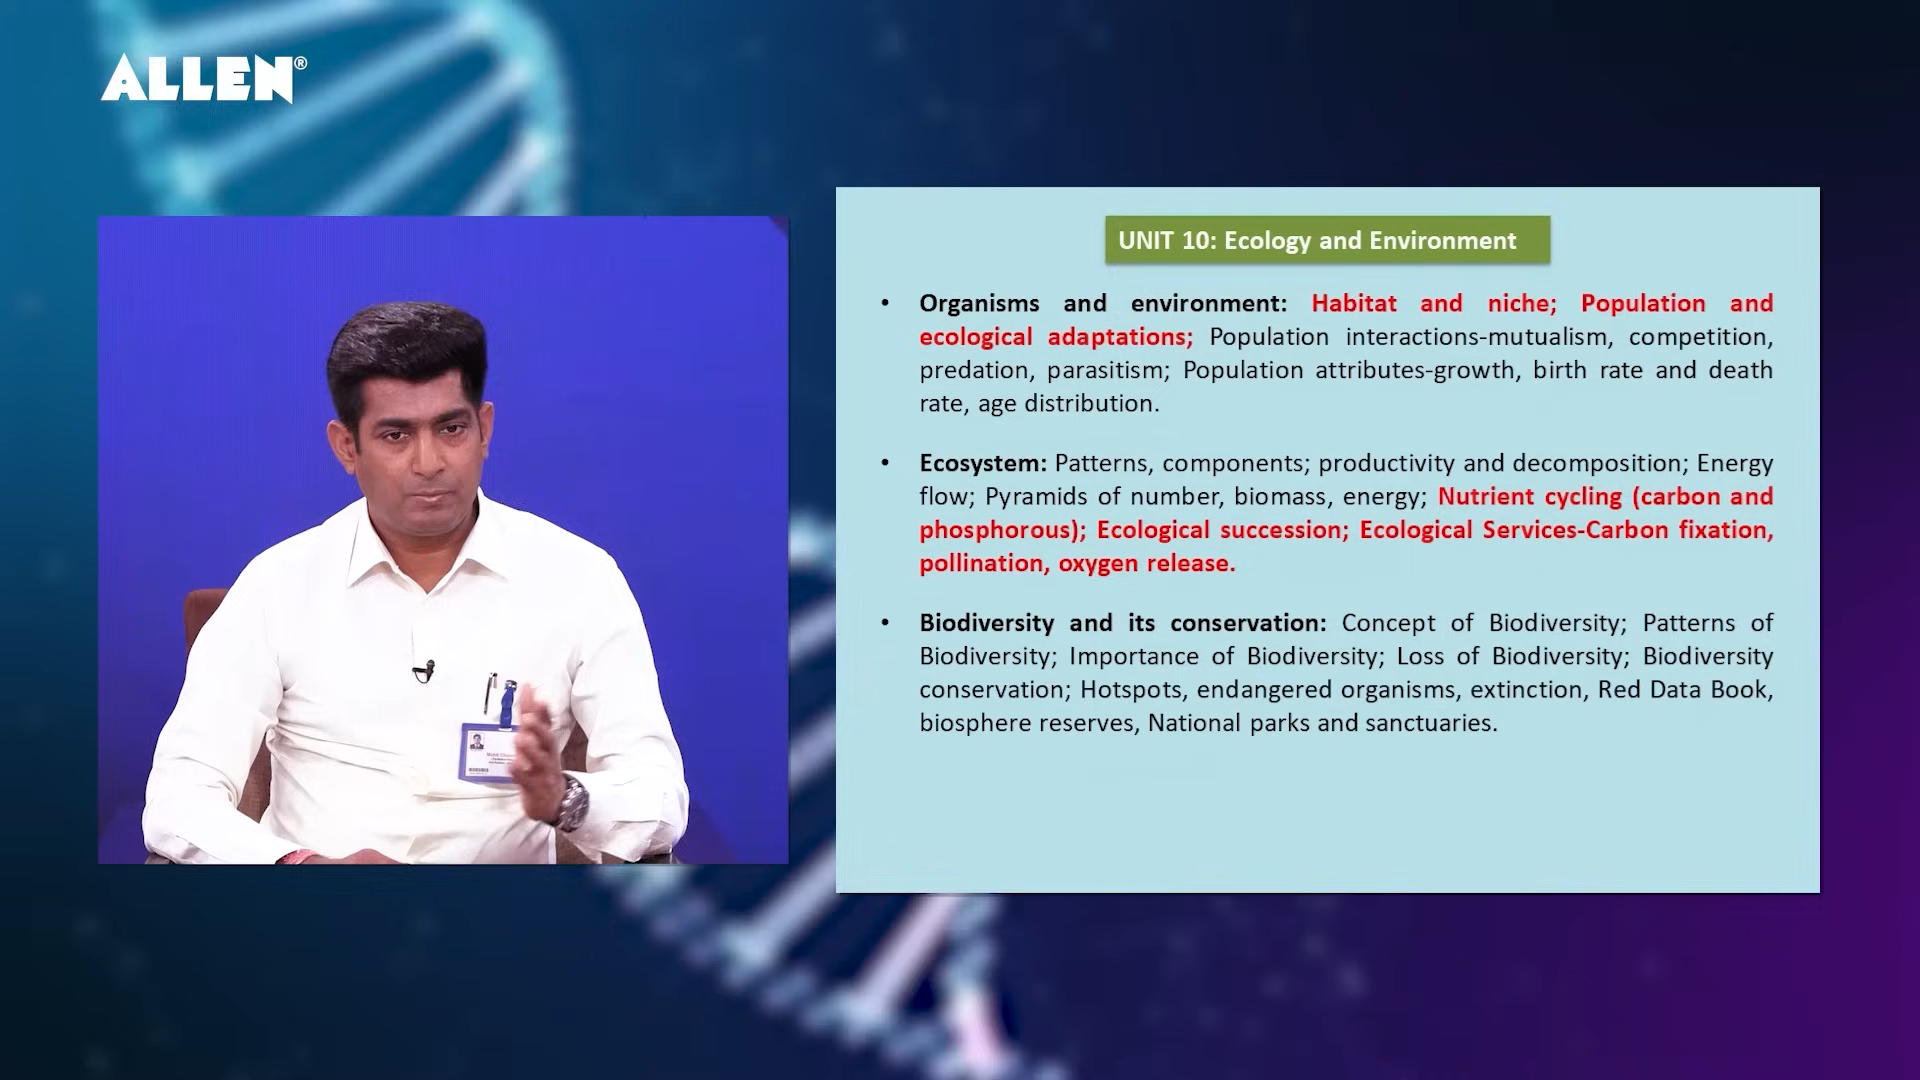 ALLEN®
UNIT 10: Ecology and Environment
• Organisms and environment: Habitat and niche; Population and
ecological adaptations; Population interactions-mutualism, competition,
predation, parasitism; Population attributes-growth, birth rate and death
rate, age distribution.
• Ecosystem: Patterns, components; productivity and decomposition; Energy
flow; Pyramids of number, biomass, energy; Nutrient cycling (carbon and
phosphorous); Ecological succession; Ecological Services-Carbon fixation,
pollination, oxygen release.
• Biodiversity and its conservation: Concept of Biodiversity; Patterns of
Biodiversity; Importance of Biodiversity; Loss of Biodiversity; Biodiversity
conservation; Hotspots, endangered organisms, extinction, Red Data Book,
biosphere reserves, National parks and sanctuaries.